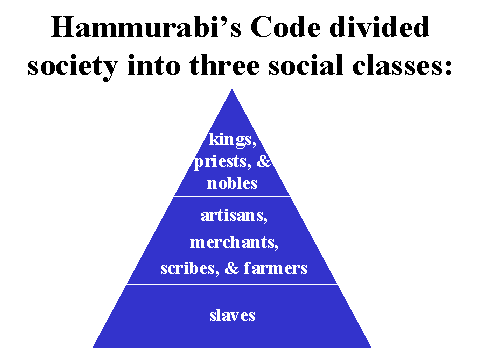 Hammurabi's Code divided
society into three social classes:
kings,
priests, &
nobles
artisans,
merchants,
scribes, & farmers
slaves